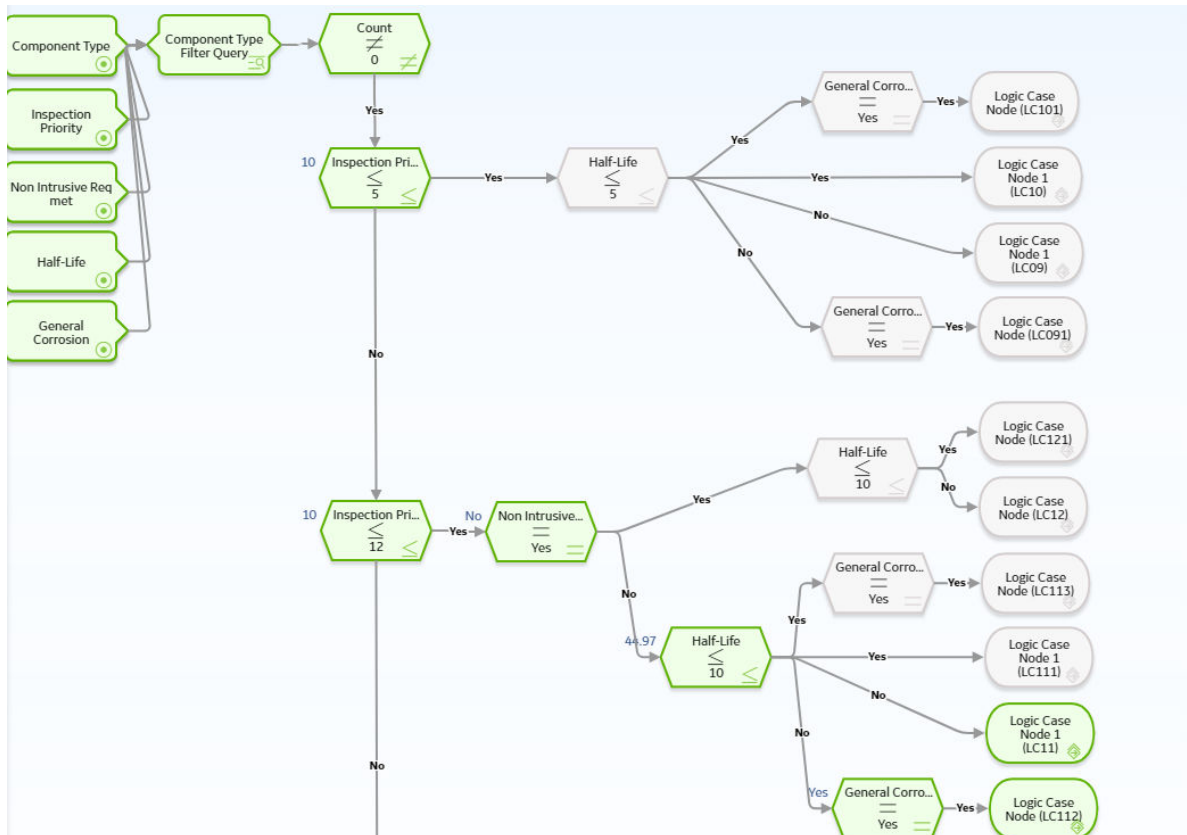 Component Type
Component Type
Filter Query
Count
≠
0
Inspection
Priority
Non Intrusive Req
met
Half-Life
General
Corrosion
Yes
10
Inspection Pri...
≤
5
Yes
Half-Life
≤
5
Yes
General Corro...
=
Yes
Yes
Logic Case
Node (LC101)
Yes
Logic Case
Node 1
(LC10)
No
Logic Case
Node 1
(LC09)
No
General Corro...
=
Yes
Yes
Logic Case
Node (LC091)
No
10
Inspection Pri...
≤
12
Yes
No
Non Intrusive...
=
Yes
Yes
Half-Life
≤
10
Yes
Logic Case
Node (LC121)
No
Logic Case
Node (LC12)
No
44.97
Half-Life
≤
10
Yes
General Corro...
=
Yes
Yes
Logic Case
Node (LC113)
Yes
Logic Case
Node 1
(LC111)
No
Logic Case
Node 1
(LC11)
No
Yes
General Corro...
=
Yes
Yes
Logic Case
Node (LC112)
No